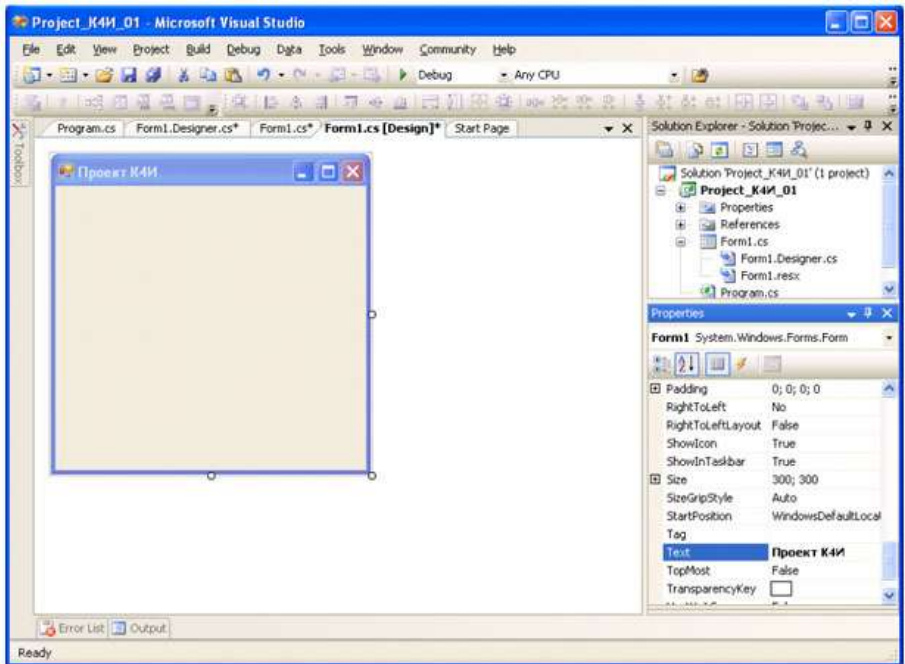 Project_К4И_01 - Microsoft Visual Studio
File Edit View Project Build Debug Data Tools Window Community Help
Debug Any CPU
Program.cs Form1.Designer.cs* Form1.cs* Form1.cs [Design]* Start Page
Toolbox
Проект К4И
Solution Explorer - Solution 'Projec...
Solution 'Project_К4И_01' (1 project)
Project_К4И_01
Properties
References
Form1.cs
Form1.Designer.cs
Form1.resx
Program.cs
Properties
Form1 System.Windows.Forms.Form
Padding 0; 0; 0; 0
RightToLeft No
RightToLeftLayout False
ShowIcon True
ShowInTaskbar True
Size 300; 300
SizeGripStyle Auto
StartPosition WindowsDefaultLocat
Tag
Text Проект К4И
TopMost False
TransparencyKey
Error List Output
Ready